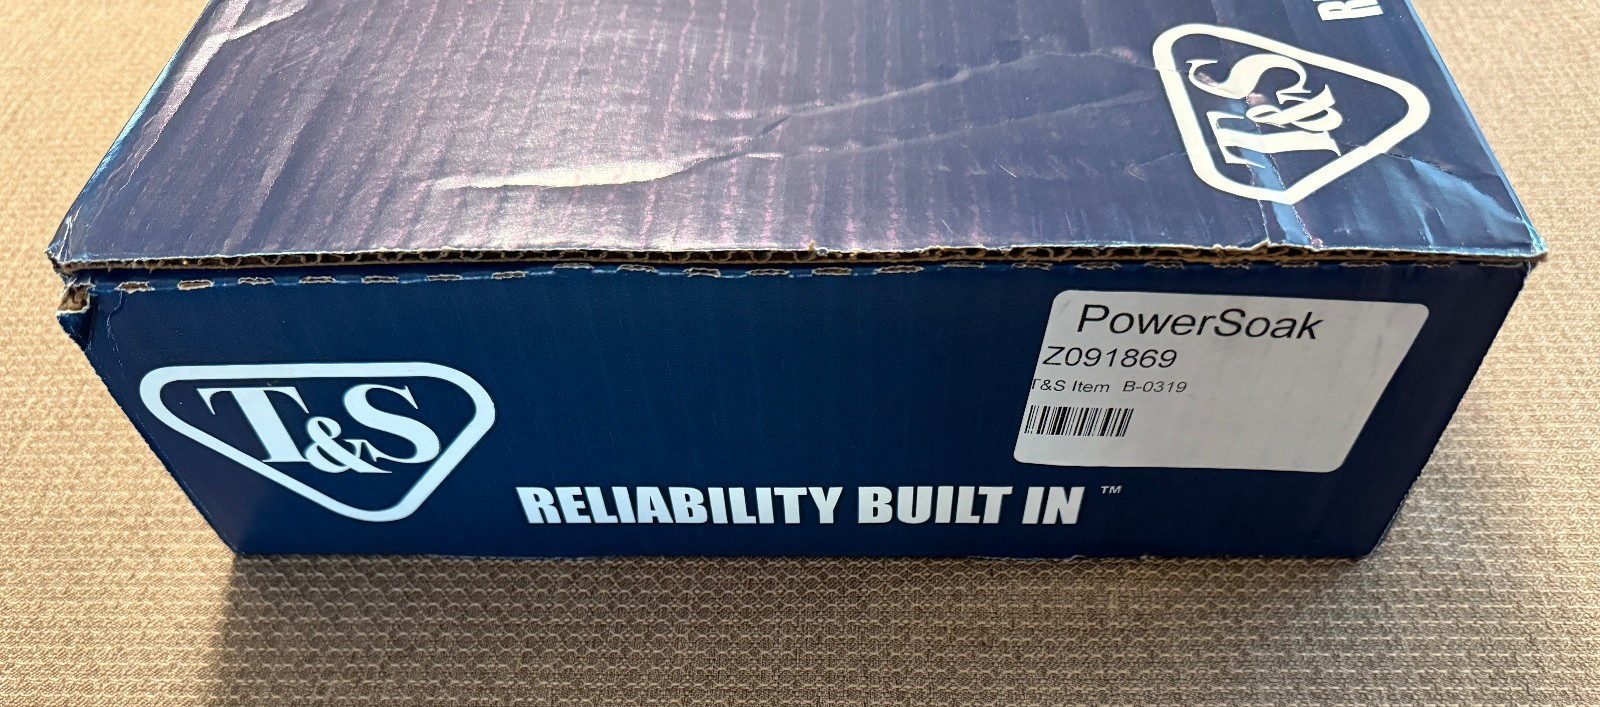 T&S
PowerSoak
Z091869
T&S Item B-0319
T&S
RELIABILITY BUILT IN ™